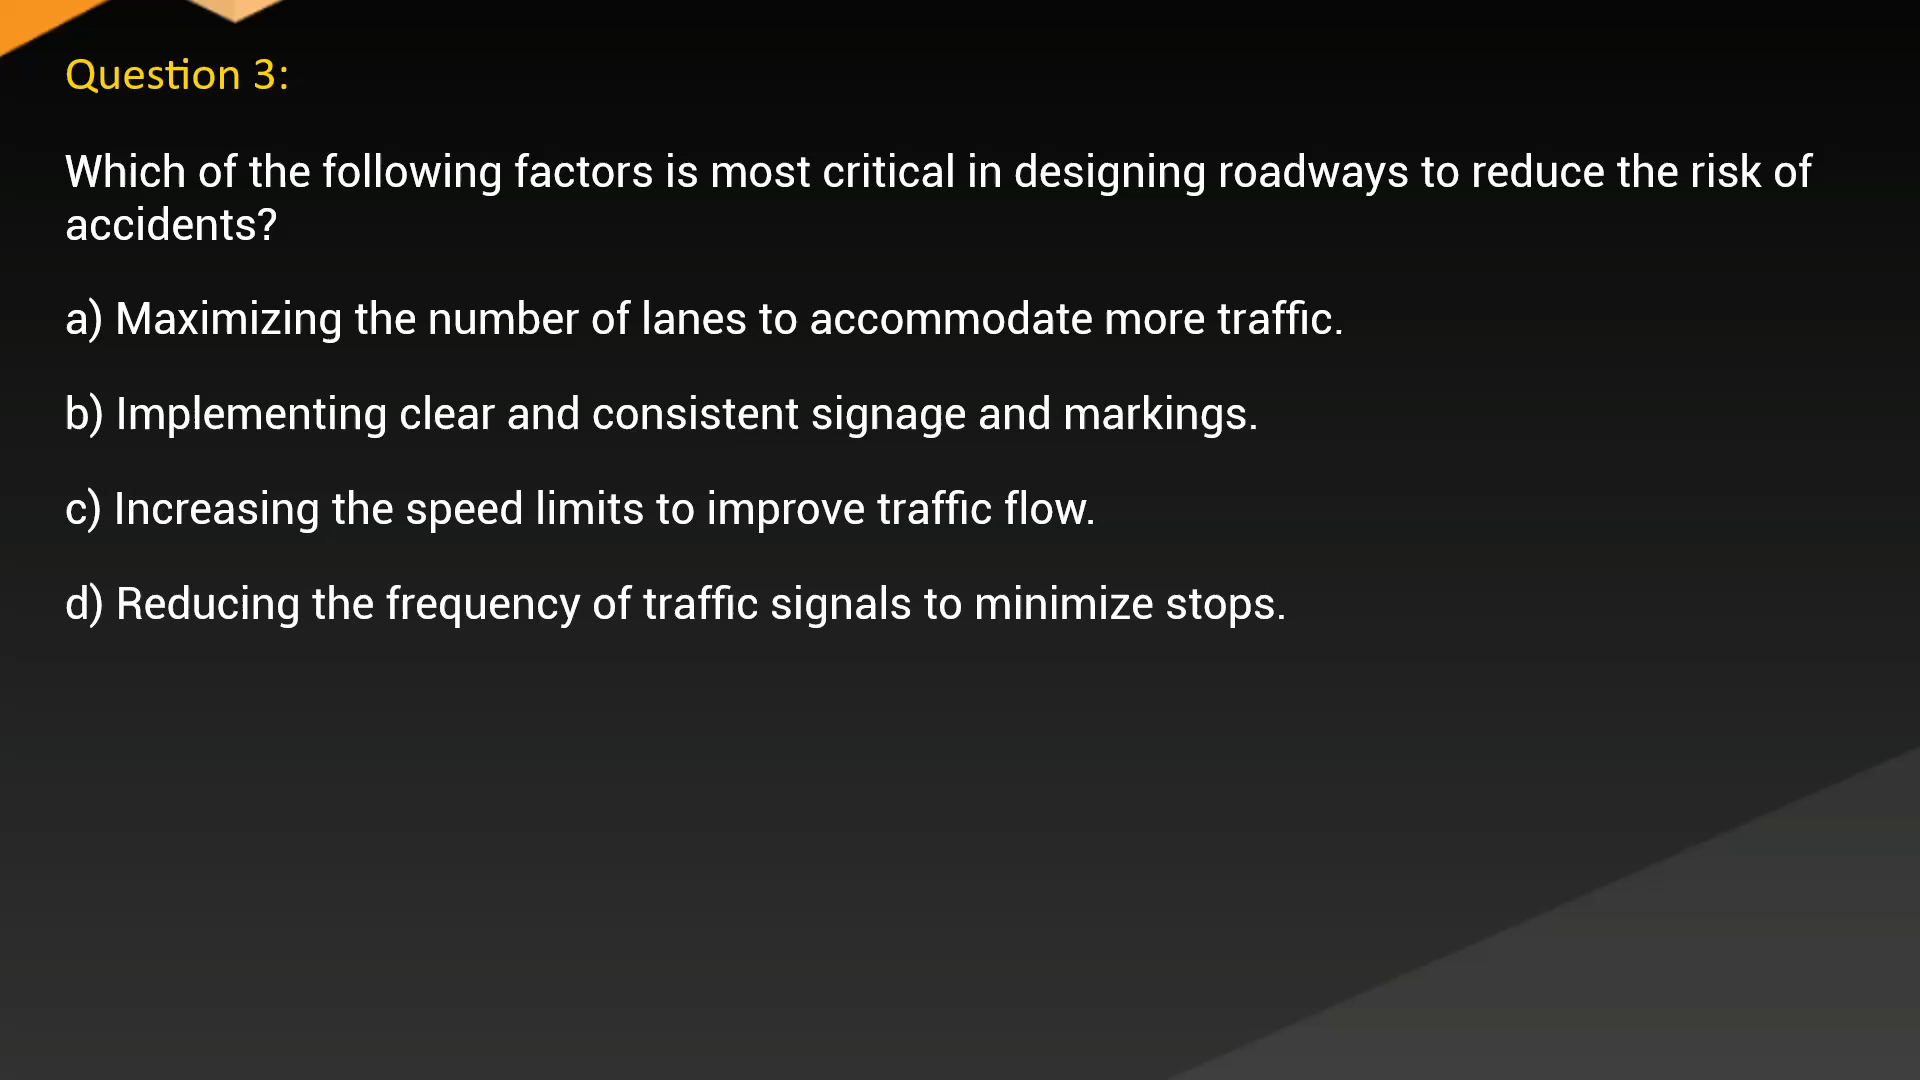 Question 3:
Which of the following factors is most critical in designing roadways to reduce the risk of
accidents?
a) Maximizing the number of lanes to accommodate more traffic.
b) Implementing clear and consistent signage and markings.
c) Increasing the speed limits to improve traffic flow.
d) Reducing the frequency of traffic signals to minimize stops.